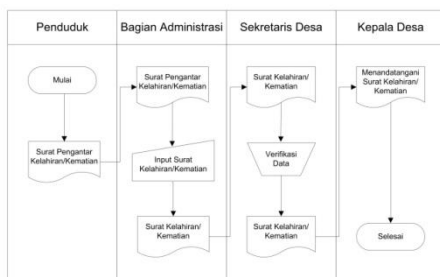 Penduduk
Bagian Administrasi
Sekretaris Desa
Kepala Desa
Mulai
Surat Pengantar
Kelahiran/Kematian
Surat Pengantar
Kelahiran/Kematian
Input Surat
Kelahiran/Kematian
Surat Kelahiran/
Kematian
Surat Kelahiran/
Kematian
Verifikasi
Data
Surat Kelahiran/
Kematian
Menandatangani
Surat Kelahiran/
Kematian
Selesai